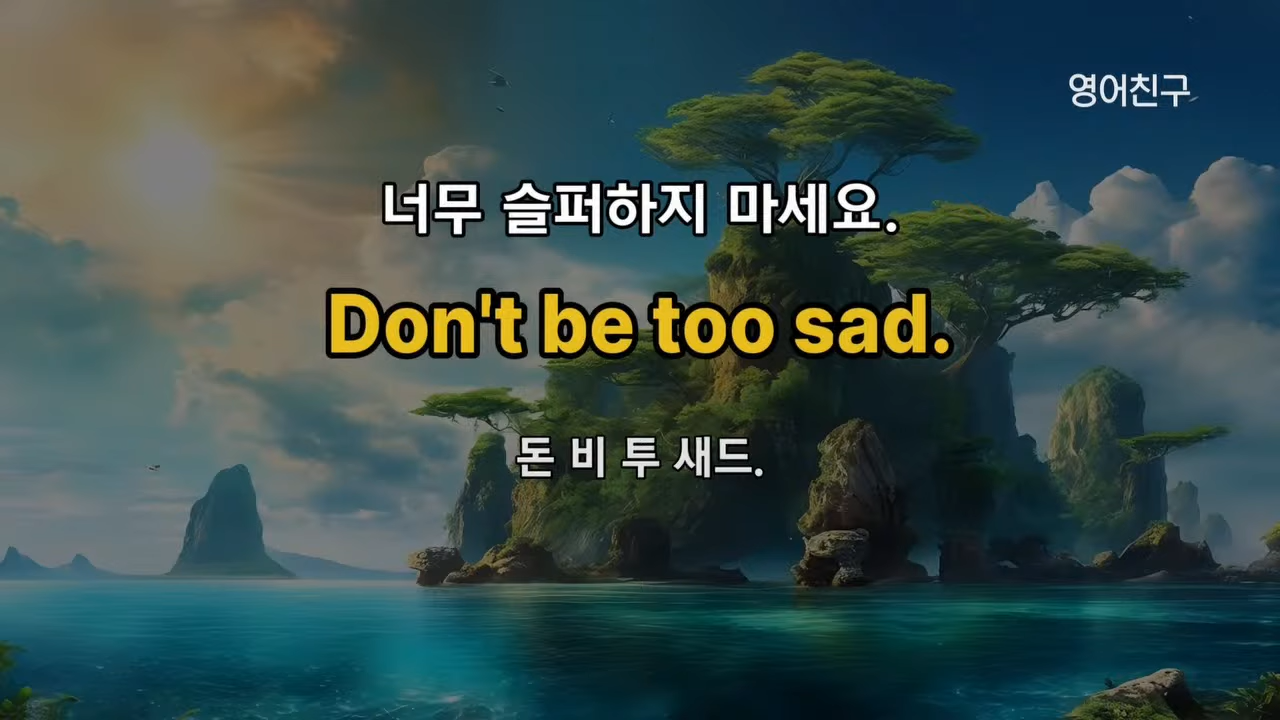 영어친구
너무 슬퍼하지 마세요.
Don't be too sad.
돈 비 투 새드.